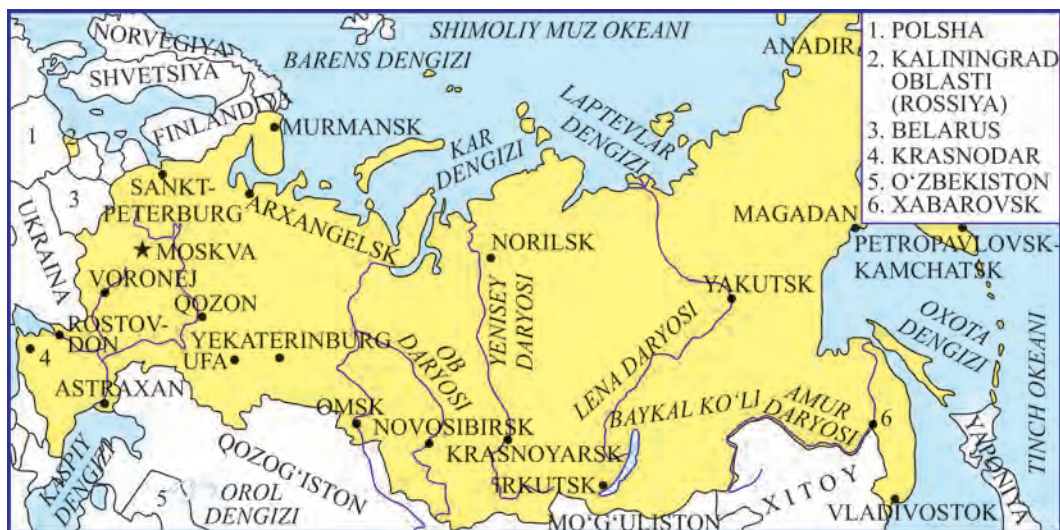 NORVEGIYA
SHVETSIYA
FINLANDIYA
BARENS DENGIZI
SHIMOLIY MUZ OKEANI
ANADIR
1
2
3
UKRAINA
MURMANSK
KAR
DENGIZI
LAPTEVLAR
DENGIZI
SANKT-
PETERBURG
ARXANGELSK
MOSKVA
VORONEJ
QOZON
NORILSK
YENISEY
DARYOSI
YAKUTSK
MAGADAN
PETROPAVLOVSK-
KAMCHATSK
OXOTA
DENGIZI
TINCH OKEANI
ROSTOV-
DON
4
YEKATERINBURG
UFA
ASTRAXAN
OB
DARYOSI
LENA DARYOSI
BAYKAL KO‘LI
AMUR
DARYOSI
6
OMSK
NOVOSIBIRSK
KRASNOYARSK
IRKUTSK
KASPIY
DENGIZI
5
QOZOG‘ISTON
OROL
DENGIZI
MO‘G‘ULISTON
XITOY
VLADIVOSTOK
YAPONIYA
1. POLSHA
2. KALININGRAD
OBLASTI
(ROSSIYA)
3. BELARUS
4. KRASNODAR
5. O‘ZBEKISTON
6. XABAROVSK